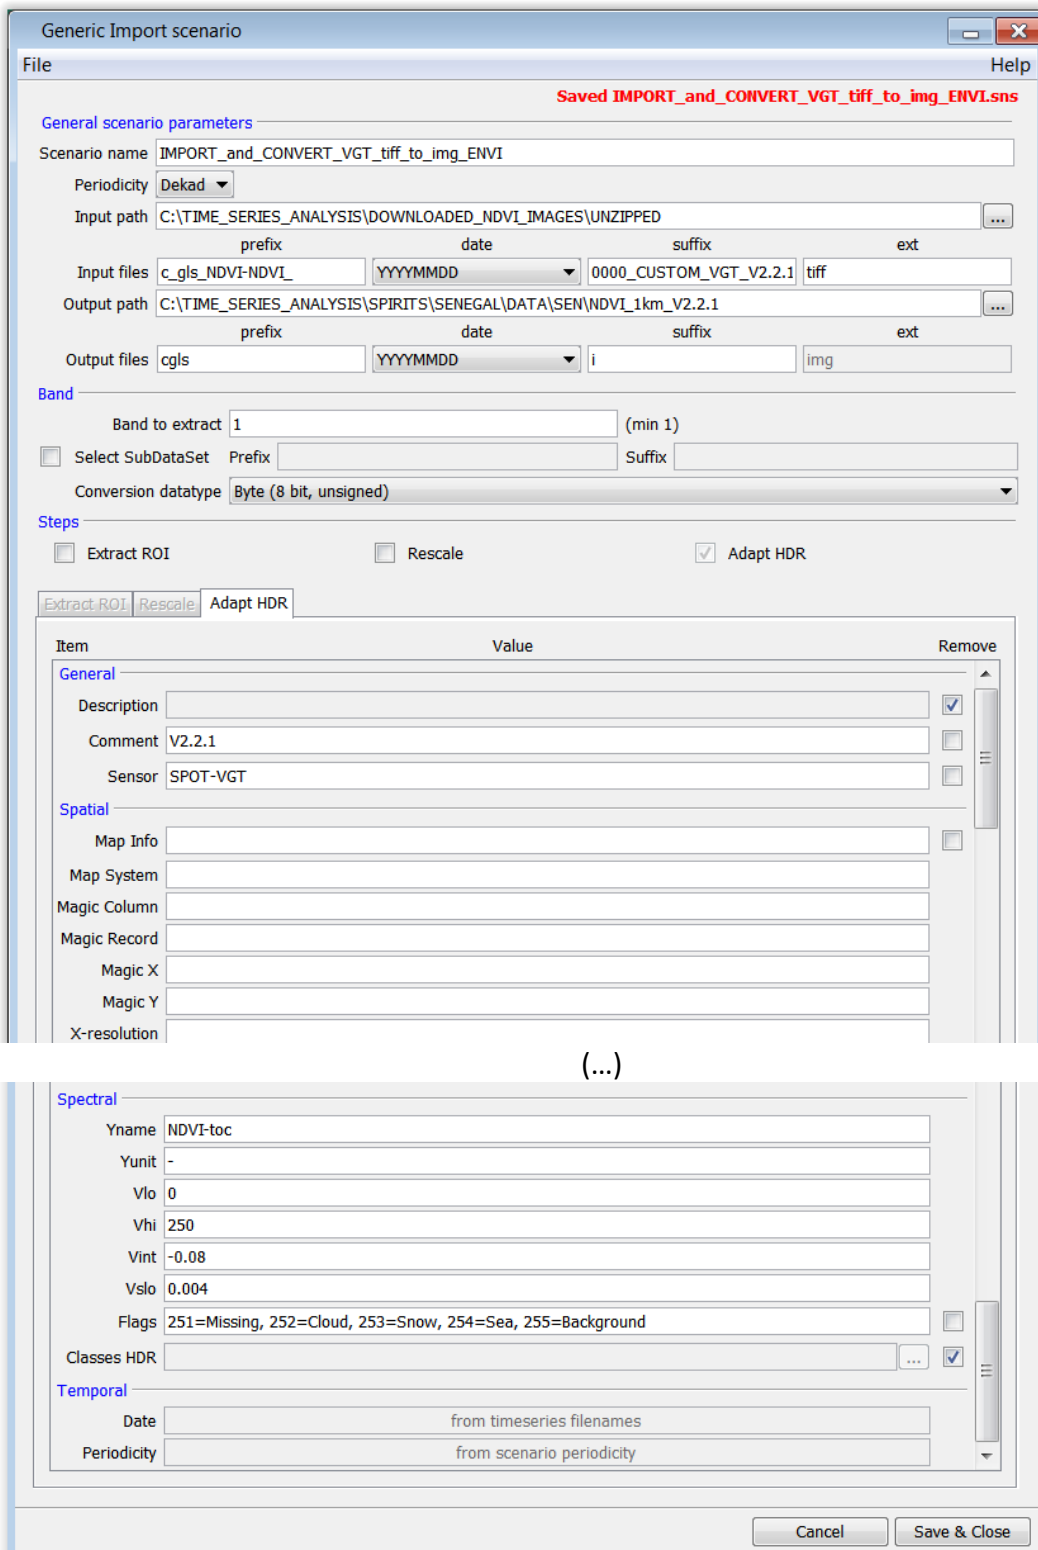 Generic Import scenario
File Help
Saved IMPORT_and_CONVERT_VGT_tiff_to_img_ENVI.sns
General scenario parameters
Scenario name IMPORT_and_CONVERT_VGT_tiff_to_img_ENVI
Periodicity Dekad
Input path C:\TIME_SERIES_ANALYSIS\DOWNLOADED_NDVI_IMAGES\UNZIPPED ...
prefix date suffix ext
Input files c_gls_NDVI-NDVI_ YYYYMMDD 0000_CUSTOM_VGT_V2.2.1 tiff
Output path C:\TIME_SERIES_ANALYSIS\SPIRITS\SENEGAL\DATA\SEN\NDVI_1km_V2.2.1 ...
prefix date suffix ext
Output files cgls YYYYMMDD i img
Band
Band to extract 1 (min 1)
Select SubDataSet Prefix Suffix
Conversion datatype Byte (8 bit, unsigned)
Steps
Extract ROI Rescale Adapt HDR
Extract ROI Rescale Adapt HDR
Item Value Remove
General
Description
Comment V2.2.1
Sensor SPOT-VGT
Spatial
Map Info
Map System
Magic Column
Magic Record
Magic X
Magic Y
X-resolution
(...)
Spectral
Yname NDVI-toc
Yunit -
Vlo 0
Vhi 250
Vint -0.08
Vslo 0.004
Flags 251=Missing, 252=Cloud, 253=Snow, 254=Sea, 255=Background
Classes HDR ...
Temporal
Date from timeseries filenames
Periodicity from scenario periodicity
Cancel Save & Close